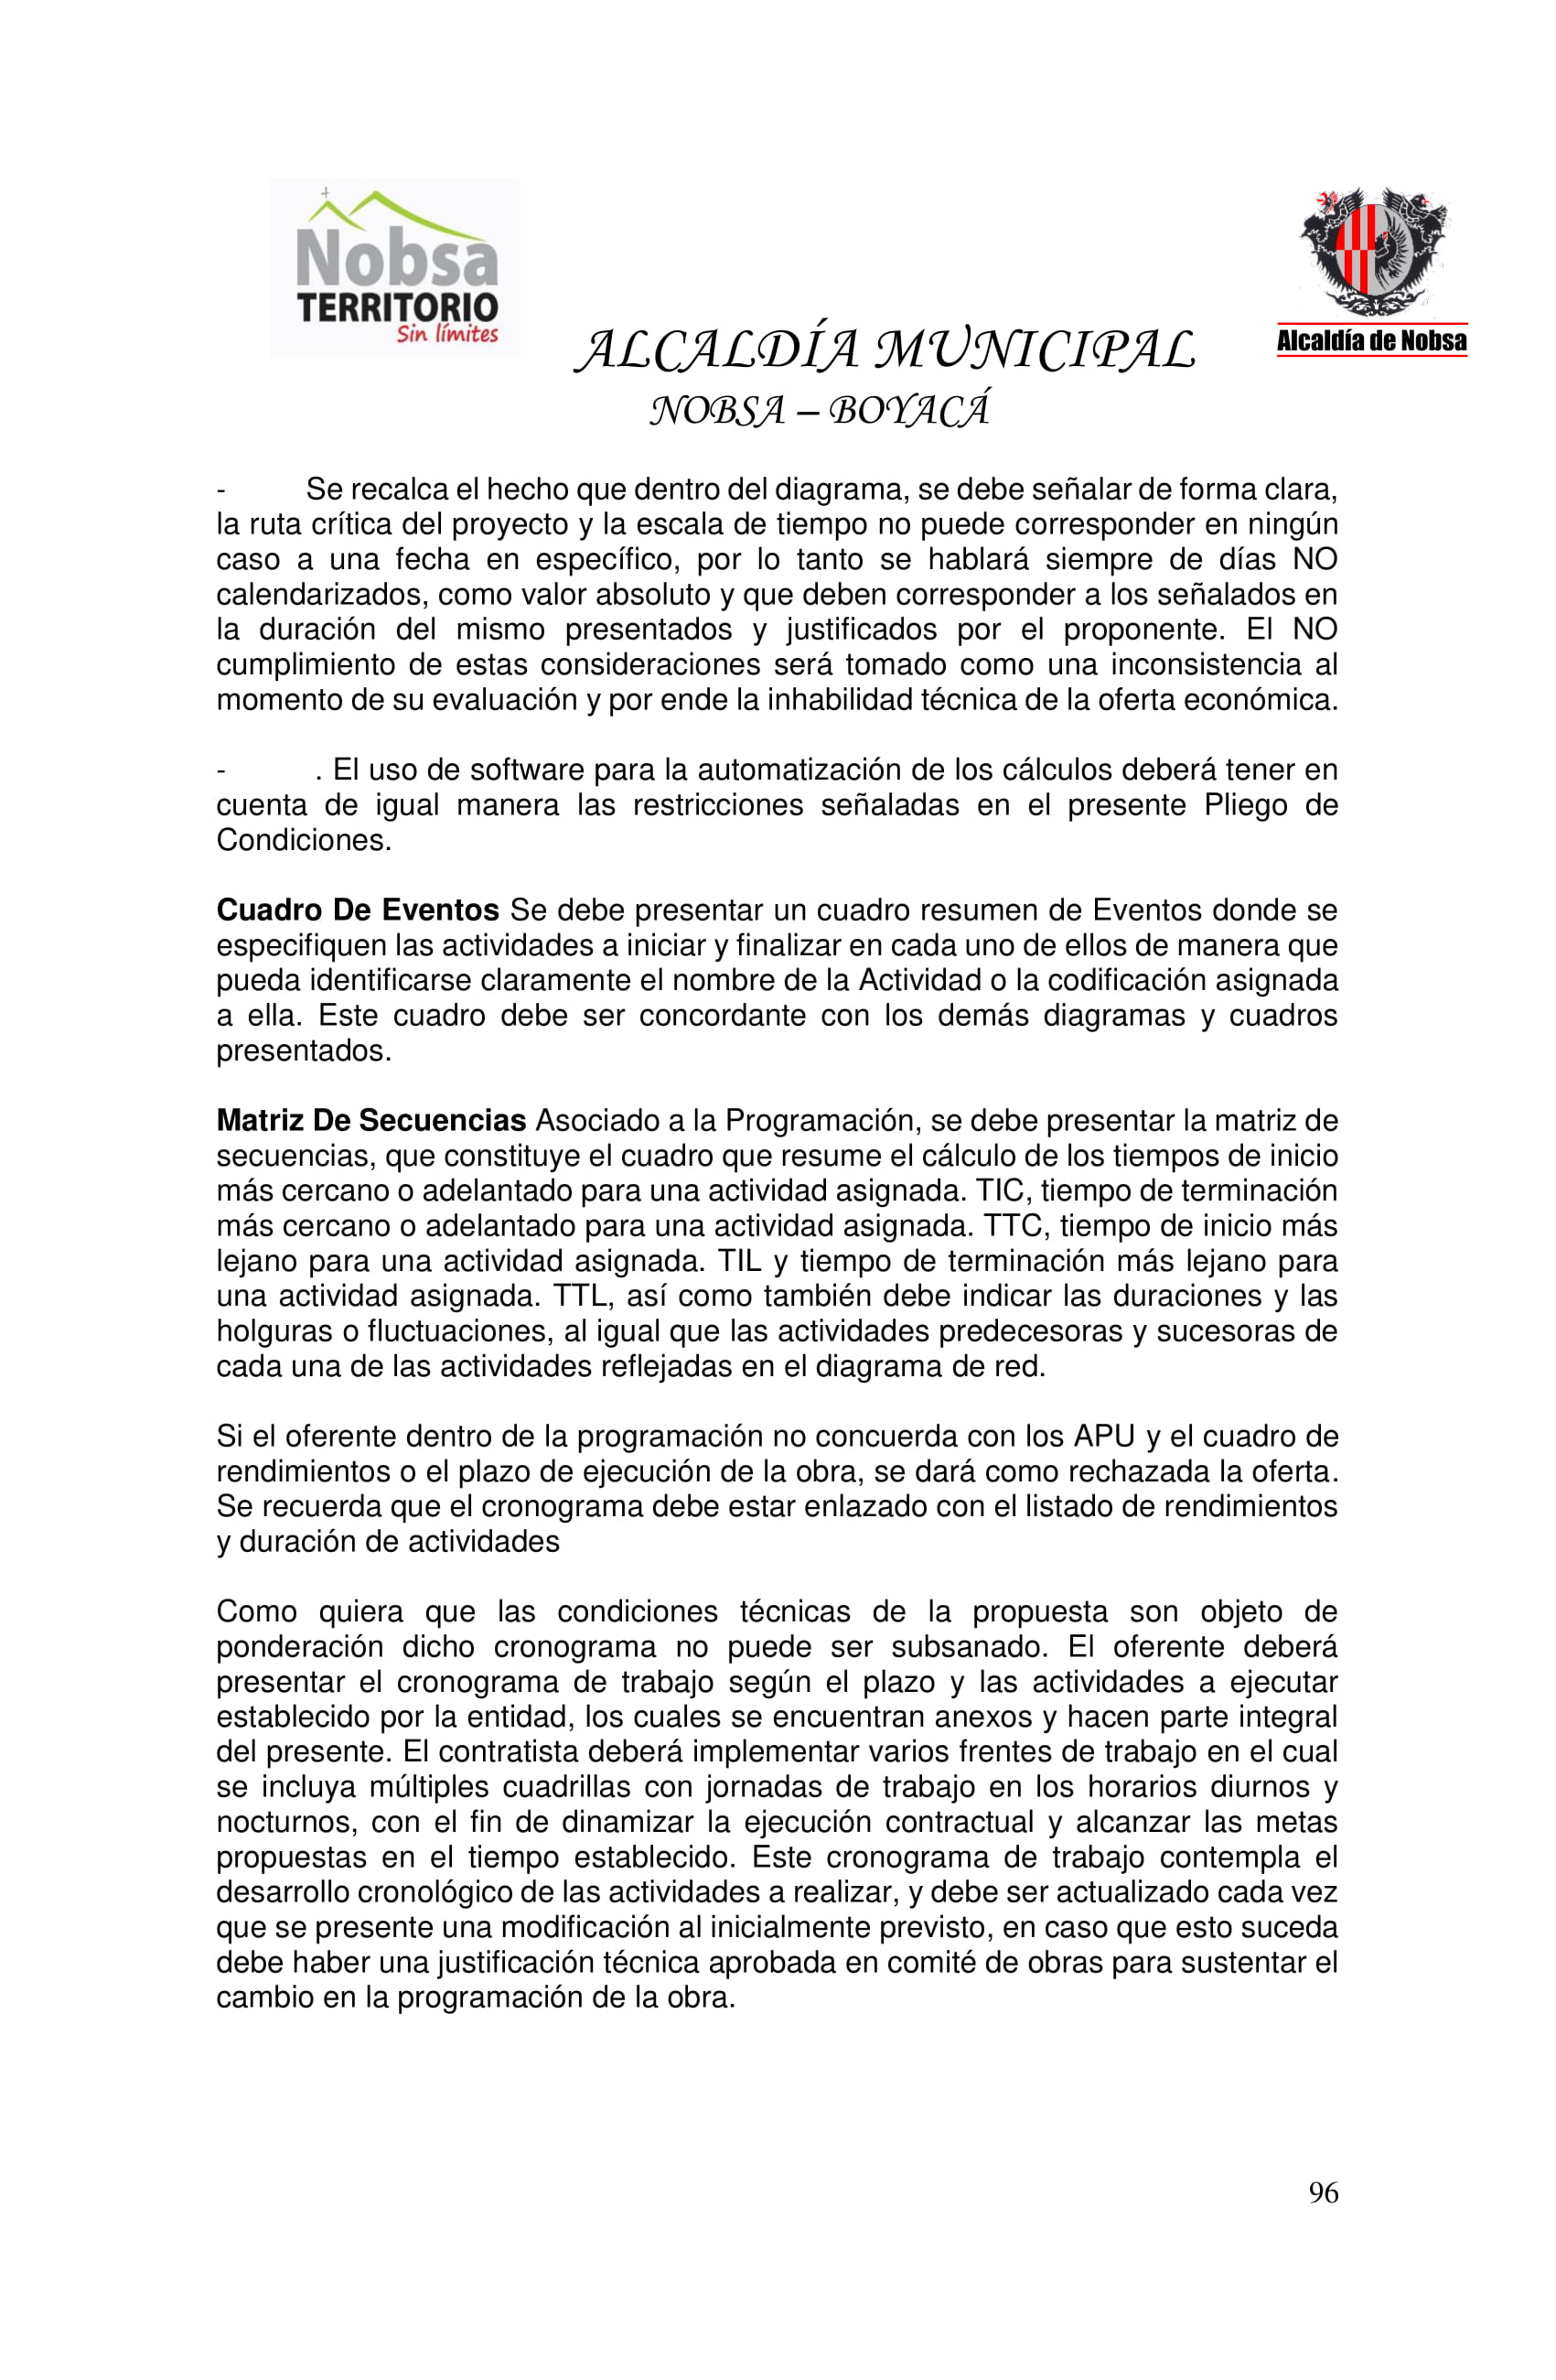 Nobsa
TERRITORIO
Sin límites
Alcaldía de Nobsa
ALCALDÍA MUNICIPAL
NOBSA – BOYACÁ
- Se recalca el hecho que dentro del diagrama, se debe señalar de forma clara,
la ruta crítica del proyecto y la escala de tiempo no puede corresponder en ningún
caso a una fecha en específico, por lo tanto se hablará siempre de días NO
calendarizados, como valor absoluto y que deben corresponder a los señalados en
la duración del mismo presentados y justificados por el proponente. El NO
cumplimiento de estas consideraciones será tomado como una inconsistencia al
momento de su evaluación y por ende la inhabilidad técnica de la oferta económica.
- . El uso de software para la automatización de los cálculos deberá tener en
cuenta de igual manera las restricciones señaladas en el presente Pliego de
Condiciones.
Cuadro De Eventos Se debe presentar un cuadro resumen de Eventos donde se
especifiquen las actividades a iniciar y finalizar en cada uno de ellos de manera que
pueda identificarse claramente el nombre de la Actividad o la codificación asignada
a ella. Este cuadro debe ser concordante con los demás diagramas y cuadros
presentados.
Matriz De Secuencias Asociado a la Programación, se debe presentar la matriz de
secuencias, que constituye el cuadro que resume el cálculo de los tiempos de inicio
más cercano o adelantado para una actividad asignada. TIC, tiempo de terminación
más cercano o adelantado para una actividad asignada. TTC, tiempo de inicio más
lejano para una actividad asignada. TIL y tiempo de terminación más lejano para
una actividad asignada. TTL, así como también debe indicar las duraciones y las
holguras o fluctuaciones, al igual que las actividades predecesoras y sucesoras de
cada una de las actividades reflejadas en el diagrama de red.
Si el oferente dentro de la programación no concuerda con los APU y el cuadro de
rendimientos o el plazo de ejecución de la obra, se dará como rechazada la oferta.
Se recuerda que el cronograma debe estar enlazado con el listado de rendimientos
y duración de actividades
Como quiera que las condiciones técnicas de la propuesta son objeto de
ponderación dicho cronograma no puede ser subsanado. El oferente deberá
presentar el cronograma de trabajo según el plazo y las actividades a ejecutar
establecido por la entidad, los cuales se encuentran anexos y hacen parte integral
del presente. El contratista deberá implementar varios frentes de trabajo en el cual
se incluya múltiples cuadrillas con jornadas de trabajo en los horarios diurnos y
nocturnos, con el fin de dinamizar la ejecución contractual y alcanzar las metas
propuestas en el tiempo establecido. Este cronograma de trabajo contempla el
desarrollo cronológico de las actividades a realizar, y debe ser actualizado cada vez
que se presente una modificación al inicialmente previsto, en caso que esto suceda
debe haber una justificación técnica aprobada en comité de obras para sustentar el
cambio en la programación de la obra.
96